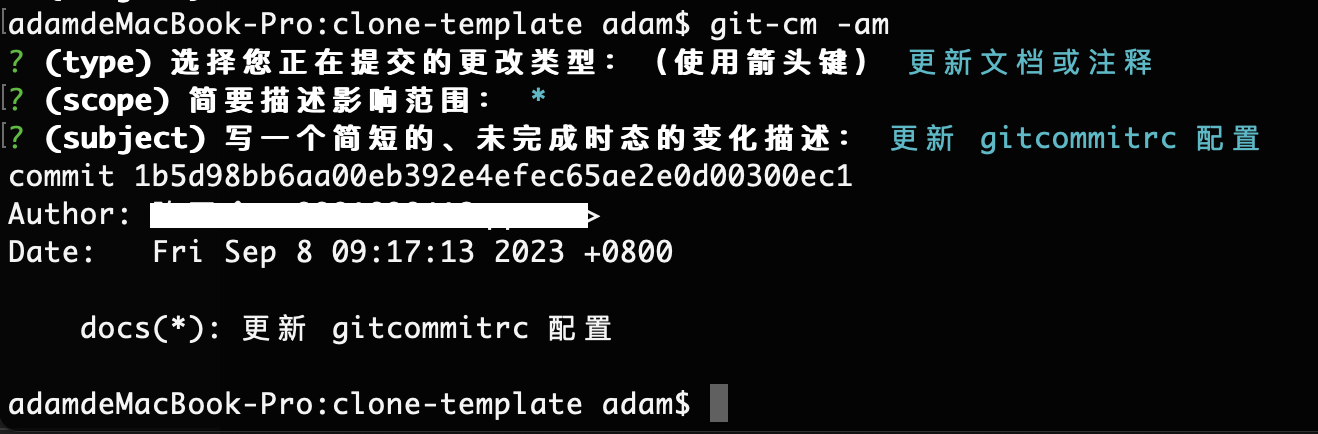 adamdeMacBook-Pro:clone-template adam$ git-cm -am
? (type) 选择您正在提交的更改类型：（使用箭头键） 更新文档或注释
? (scope) 简要描述影响范围： *
? (subject) 写一个简短的、未完成时态的变化描述： 更新 gitcommitrc 配置
commit 1b5d98bb6aa00eb392e4efec65ae2e0d00300ec1
Author: >
Date:   Fri Sep 8 09:17:13 2023 +0800
docs(*): 更新 gitcommitrc 配置
adamdeMacBook-Pro:clone-template adam$